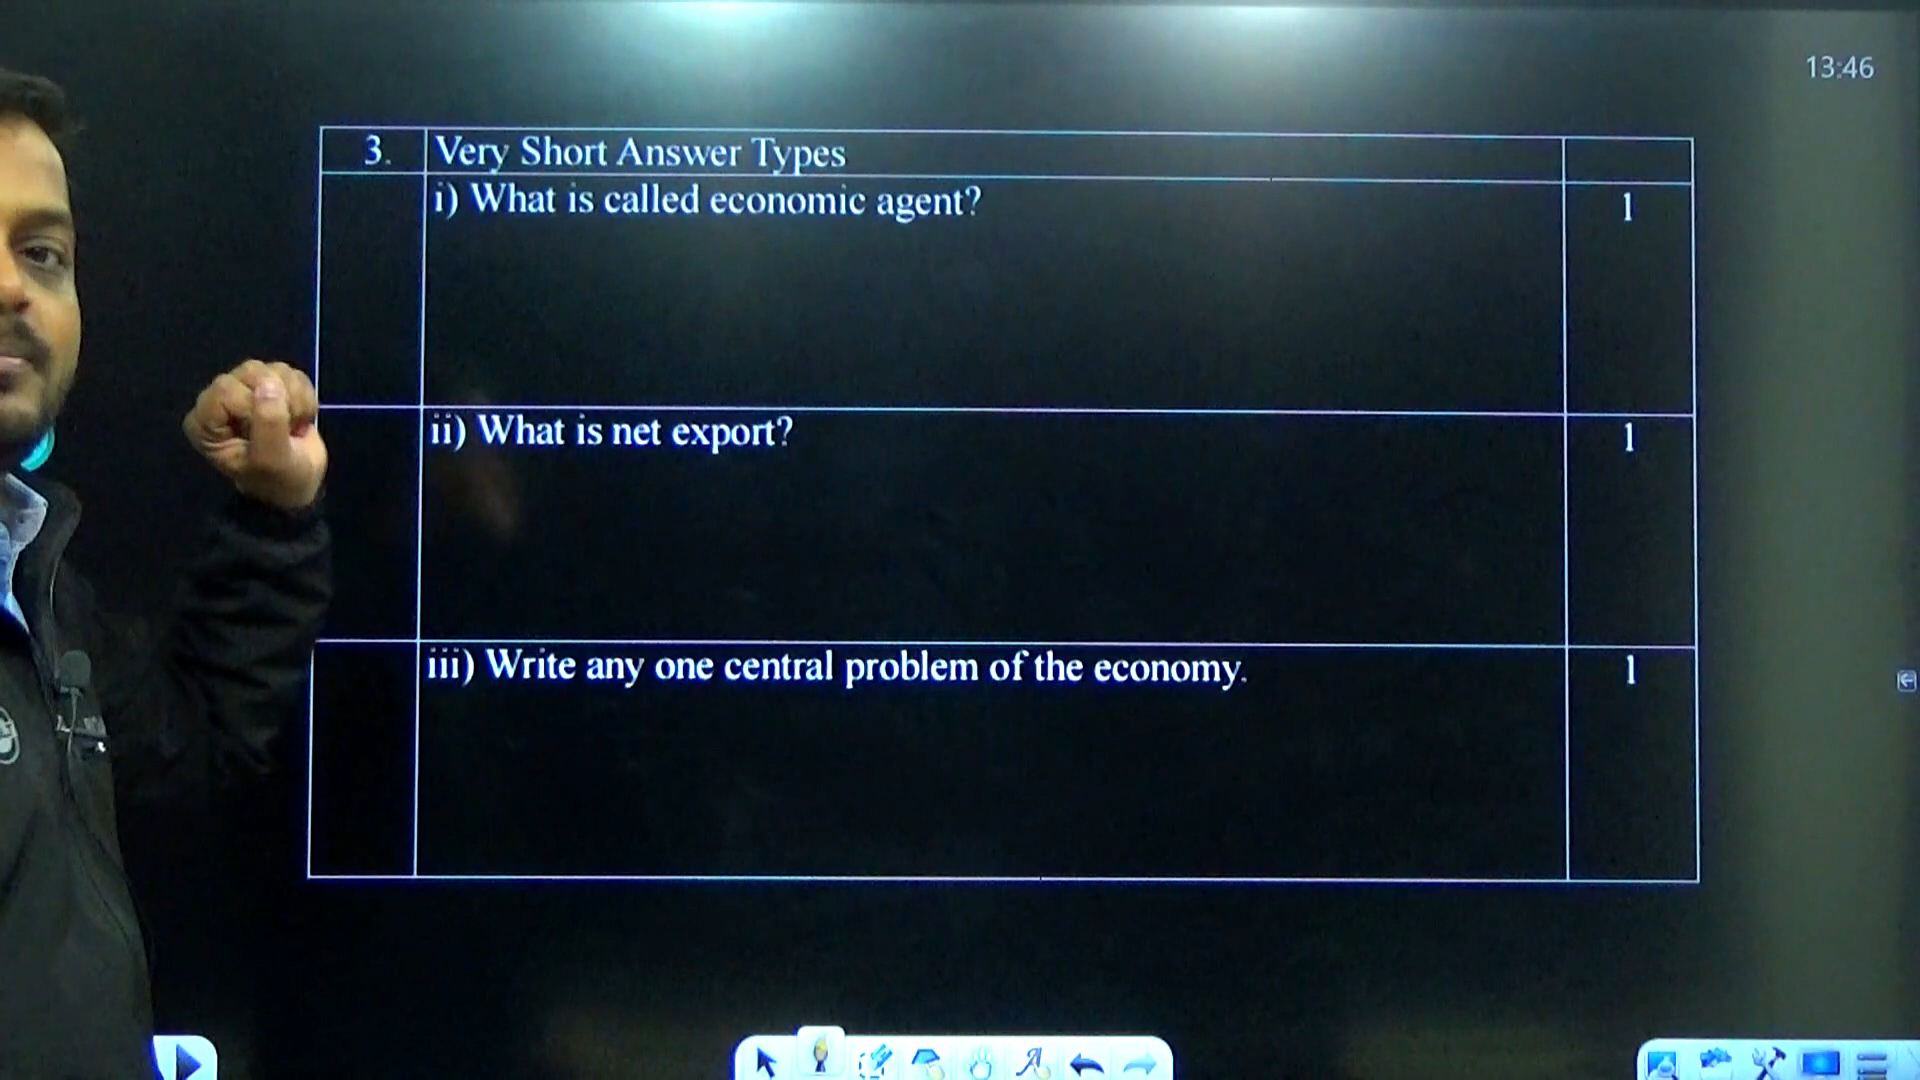 13:46
3. Very Short Answer Types
i) What is called economic agent? 1
ii) What is net export? 1
iii) Write any one central problem of the economy. 1